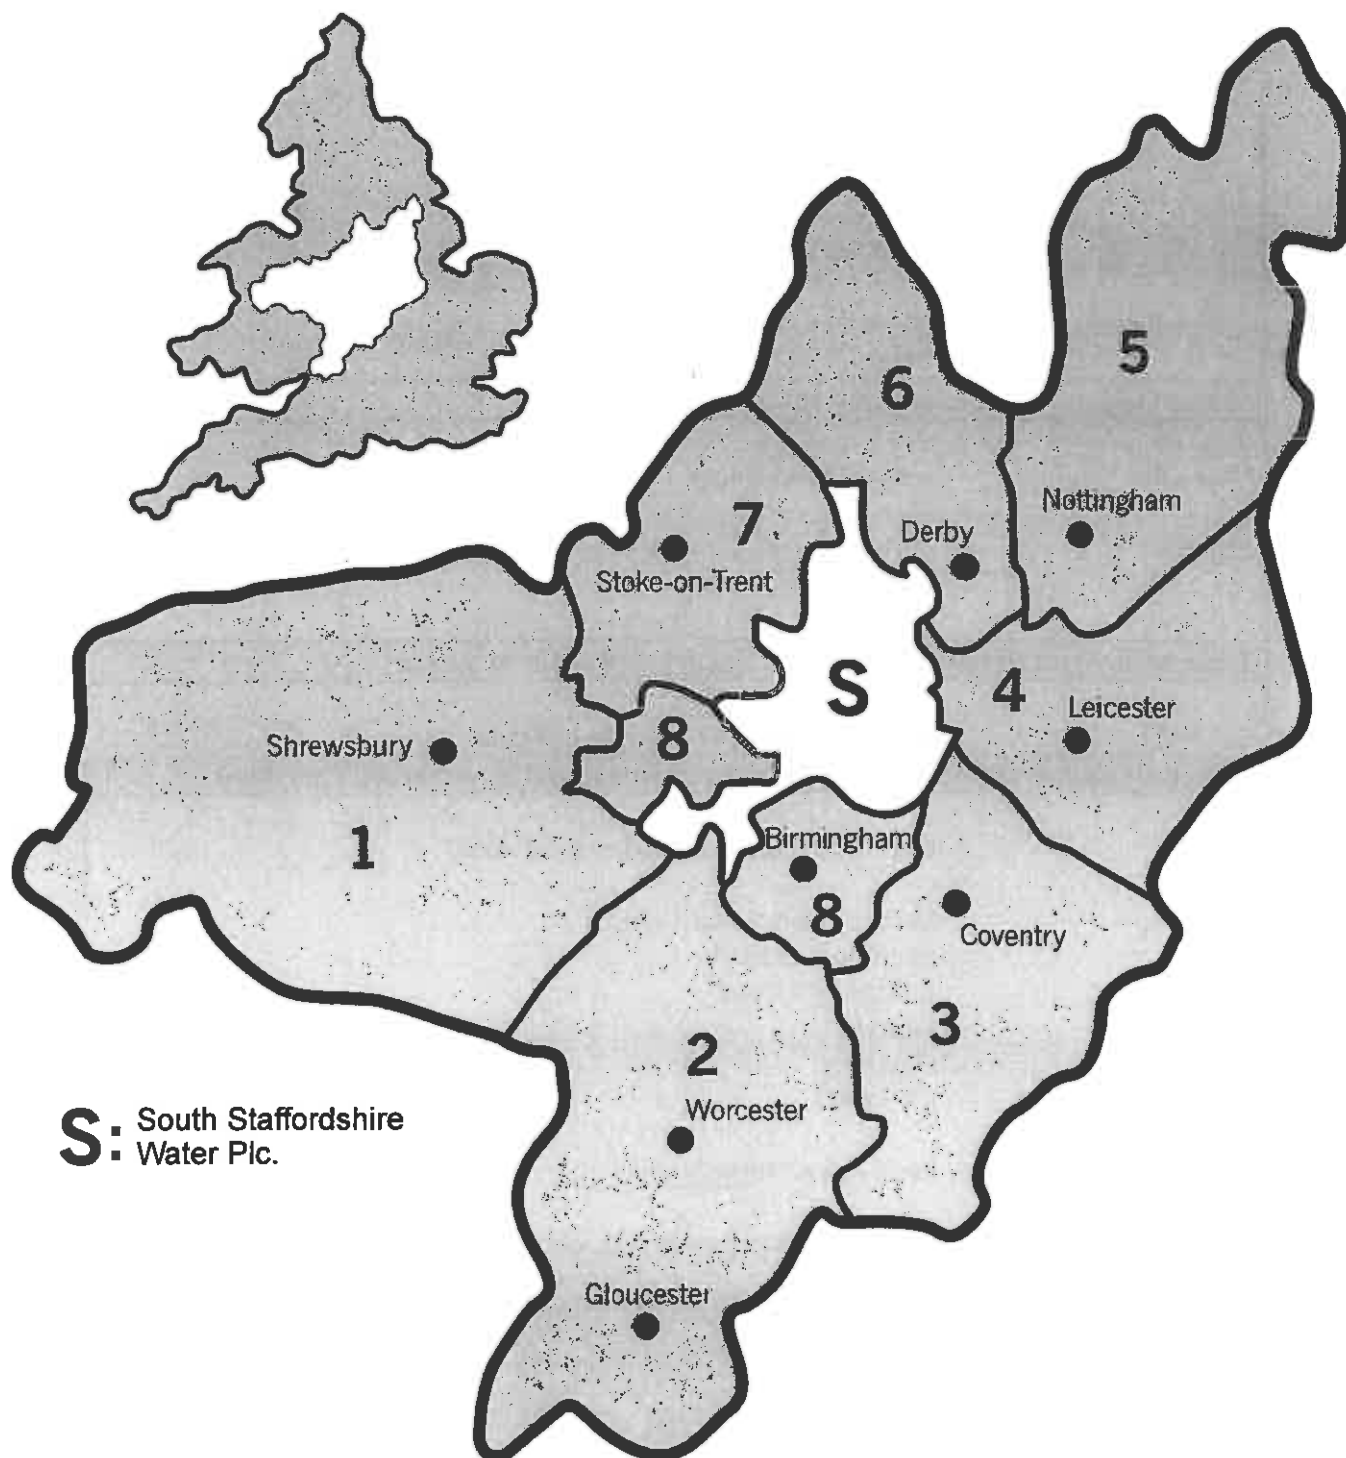 5
6
7
Nottingham
Derby
Stoke-on-Trent
S
4
Leicester
8
Shrewsbury
1
Birmingham
8
Coventry
3
2
Worcester
S: South Staffordshire
Water Plc.
Gloucester